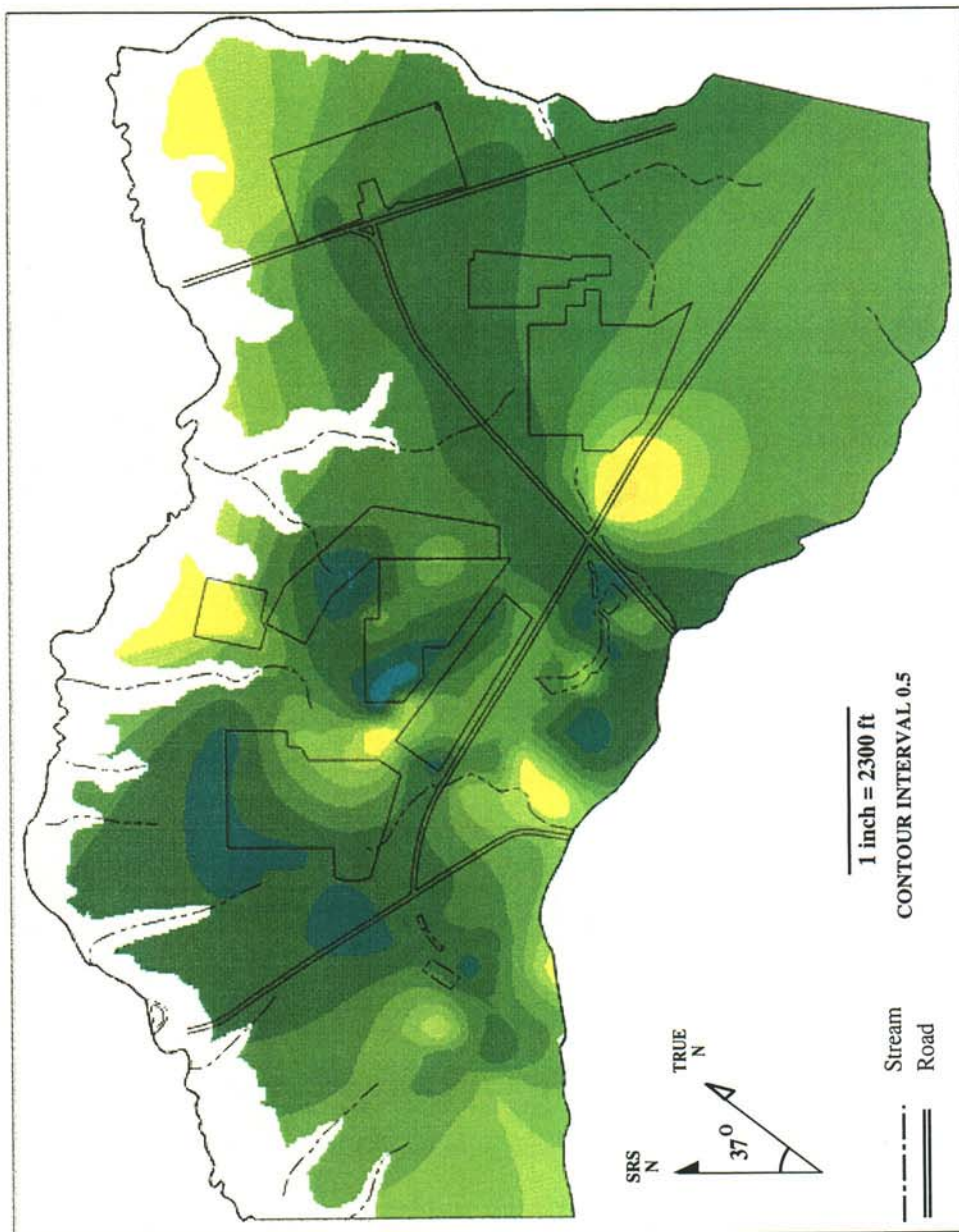 SRS
N
TRUE
N
37°
Stream
Road
1 inch = 2300 ft
CONTOUR INTERVAL 0.5